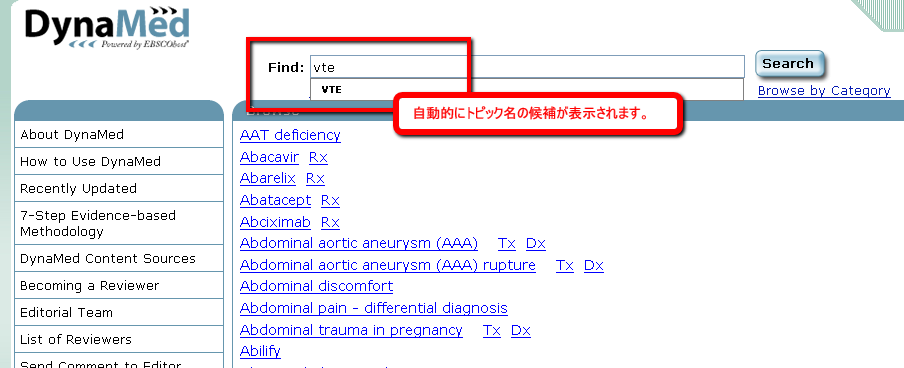 DynaMed
Powered by EBSCOhost®
Find: vte Search
VTE
Browse by Category
自動的にトピック名の候補が表示されます。
About DynaMed
How to Use DynaMed
Recently Updated
7-Step Evidence-based
Methodology
DynaMed Content Sources
Becoming a Reviewer
Editorial Team
List of Reviewers
Send Comment to Editor
Browse
AAT deficiency
Abacavir Rx
Abarelix Rx
Abatacept Rx
Abciximab Rx
Abdominal aortic aneurysm (AAA) Tx Dx
Abdominal aortic aneurysm (AAA) rupture Tx Dx
Abdominal discomfort
Abdominal pain - differential diagnosis
Abdominal trauma in pregnancy Tx Dx
Abilify